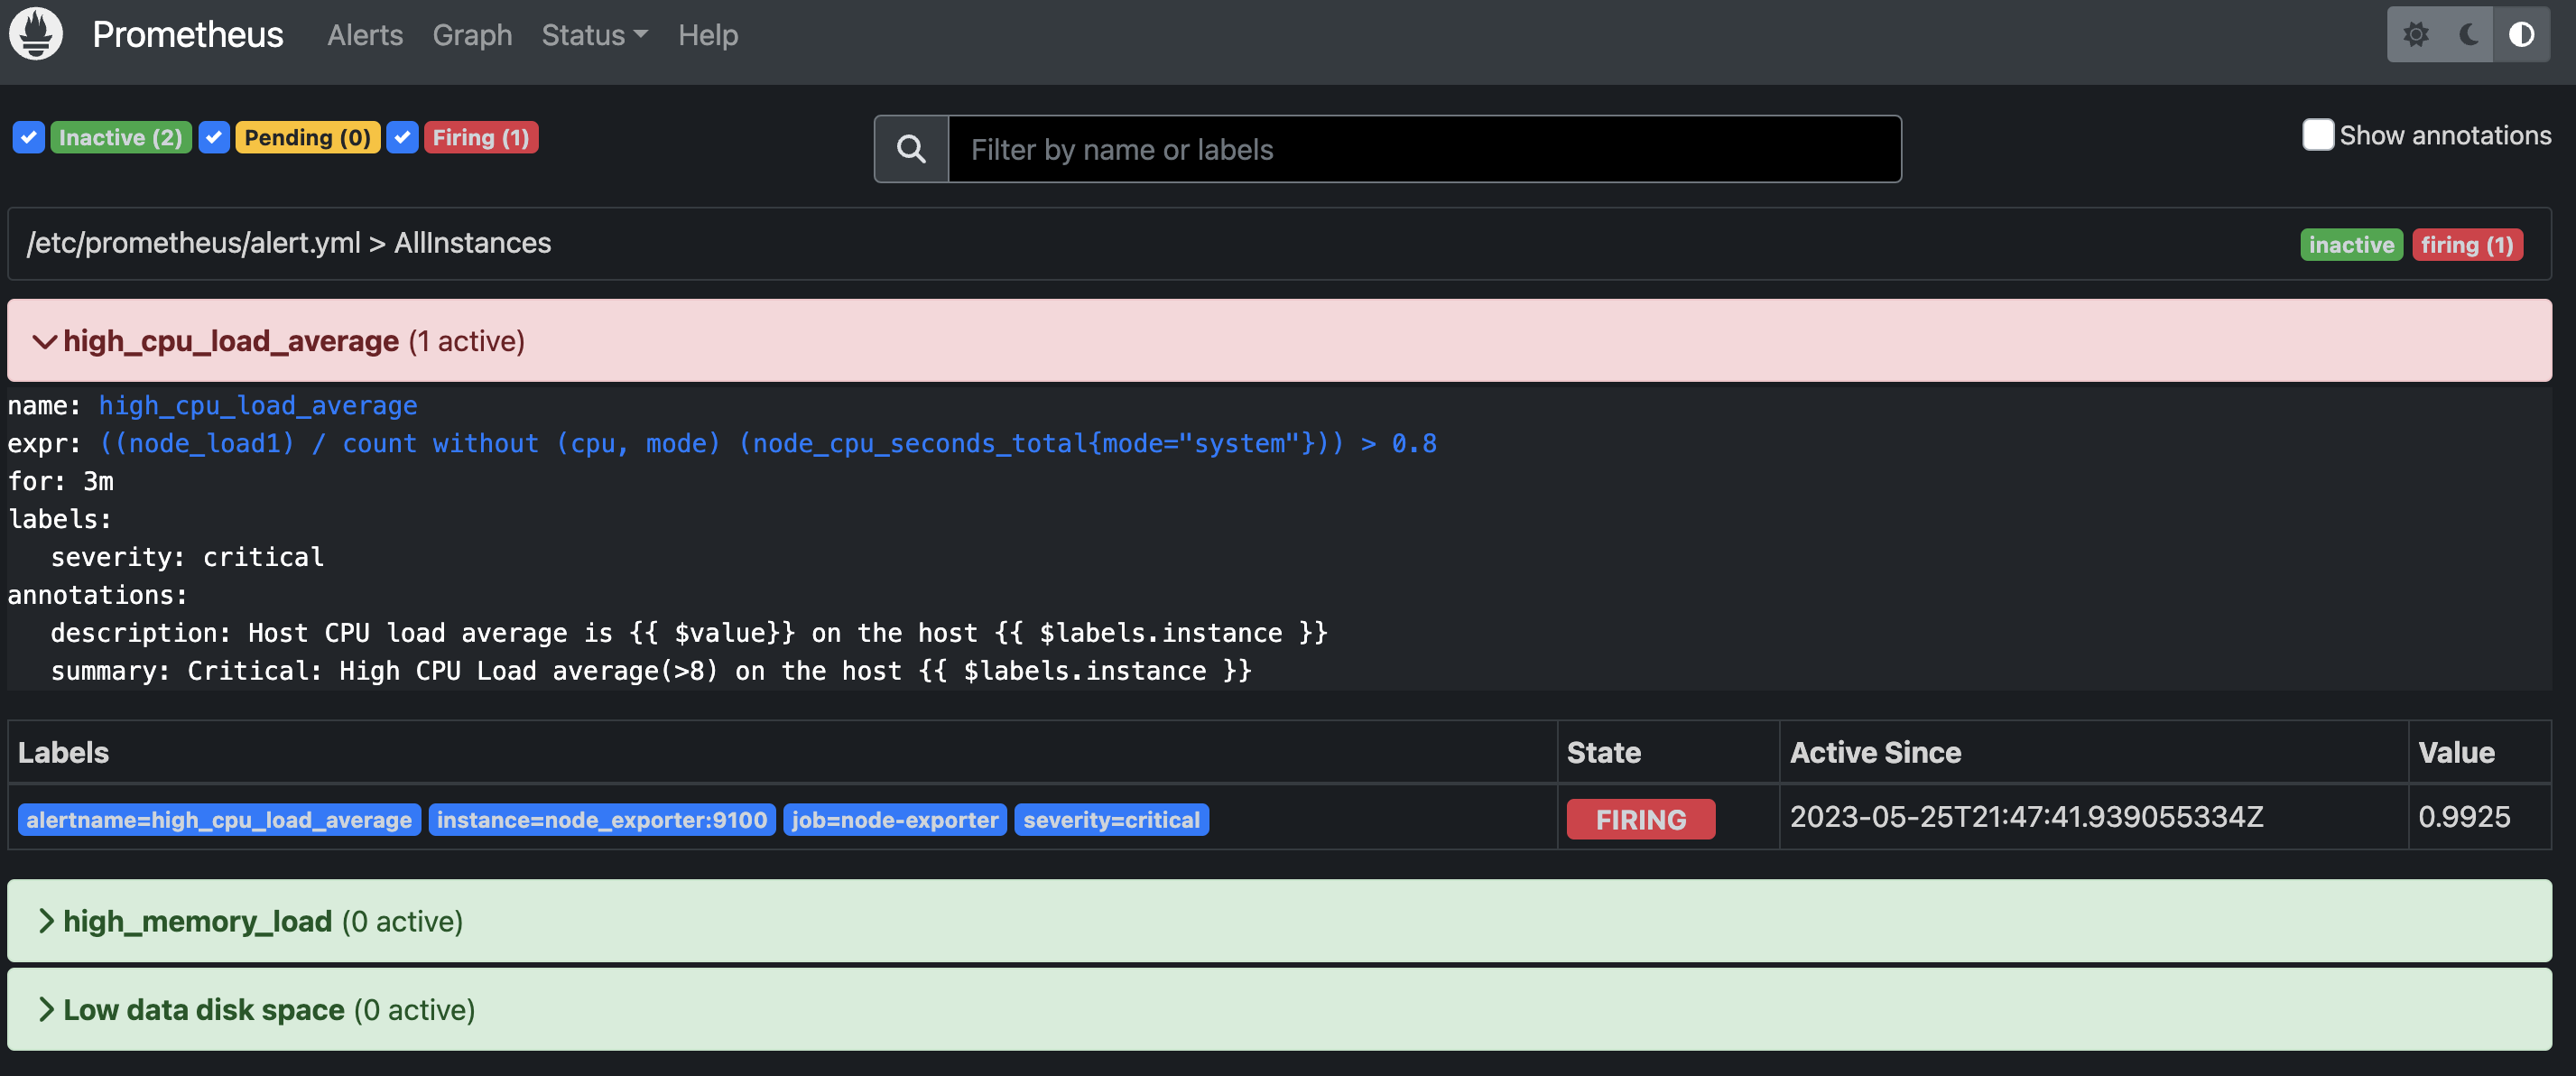 Prometheus Alerts Graph Status Help
Inactive (2) Pending (0) Firing (1)
Filter by name or labels
Show annotations
/etc/prometheus/alert.yml > AllInstances
inactive firing (1)
high_cpu_load_average (1 active)
name: high_cpu_load_average
expr: ((node_load1) / count without (cpu, mode) (node_cpu_seconds_total{mode="system"})) > 0.8
for: 3m
labels:
severity: critical
annotations:
description: Host CPU load average is {{ $value}} on the host {{ $labels.instance }}
summary: Critical: High CPU Load average(>8) on the host {{ $labels.instance }}
Labels State Active Since Value
alertname=high_cpu_load_average instance=node_exporter:9100 job=node-exporter severity=critical FIRING 2023-05-25T21:47:41.939055334Z 0.9925
high_memory_load (0 active)
Low data disk space (0 active)